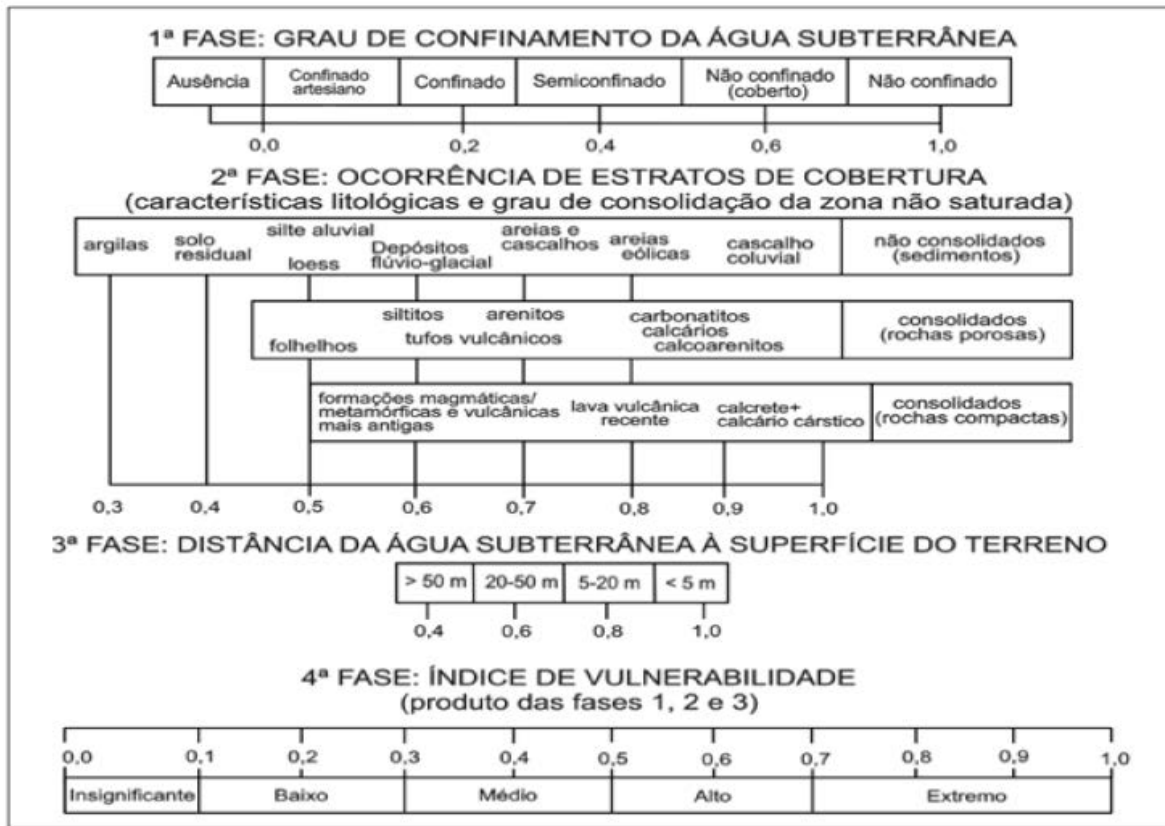 1ª FASE: GRAU DE CONFINAMENTO DA ÁGUA SUBTERRÂNEA
Ausência Confinado artesiano Confinado Semiconfinado Não confinado (coberto) Não confinado
0,0 0,2 0,4 0,6 1,0
2ª FASE: OCORRÊNCIA DE ESTRATOS DE COBERTURA
(características litológicas e grau de consolidação da zona não saturada)
argilas
solo
residual
silte aluvial
loess
Depósitos
flúvio-glacial
areias e
cascalhos
areias
eólicas
cascalho
coluvial
não consolidados
(sedimentos)
folhelhos
siltitos
tufos vulcânicos
arenitos
carbonatitos
calcários
calcoarenitos
consolidados
(rochas porosas)
formações magmáticas/
metamórficas e vulcânicas
mais antigas
lava vulcânica
recente
calcrete+
calcário cárstico
consolidados
(rochas compactas)
0,3 0,4 0,5 0,6 0,7 0,8 0,9 1,0
3ª FASE: DISTÂNCIA DA ÁGUA SUBTERRÂNEA À SUPERFÍCIE DO TERRENO
> 50 m 20-50 m 5-20 m < 5 m
0,4 0,6 0,8 1,0
4ª FASE: ÍNDICE DE VULNERABILIDADE
(produto das fases 1, 2 e 3)
0,0 0,1 0,2 0,3 0,4 0,5 0,6 0,7 0,8 0,9 1,0
Insignificante Baixo Médio Alto Extremo